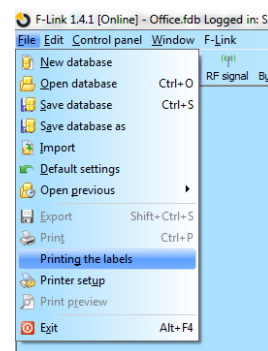 F-Link 1.4.1 [Online] - Office.fdb Logged in: S
File Edit Control panel Window F-Link
New database
Open database Ctrl+O
RF signal By
Save database Ctrl+S
Save database as
Import
Default settings
Open previous
Export Shift+Ctrl+S
Print Ctrl+P
Printing the labels
Printer setup
Print preview
Exit Alt+F4